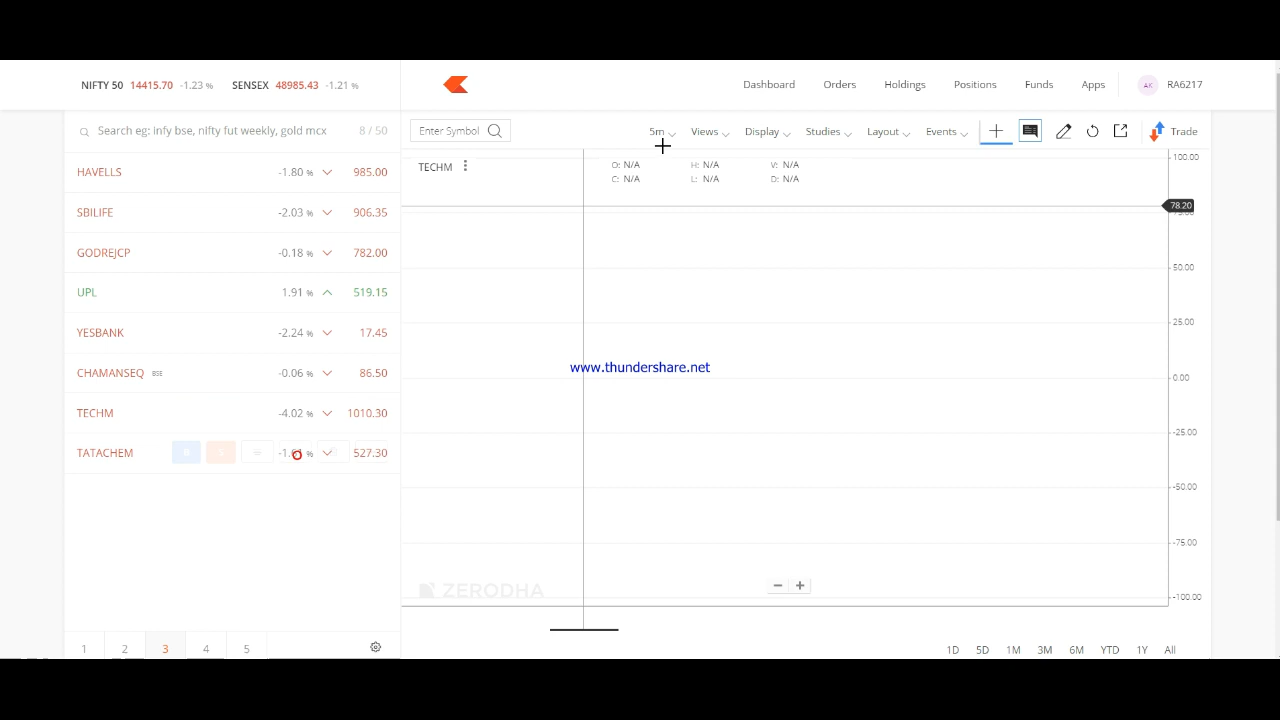 NIFTY 50 14415.70 -1.23 % SENSEX 48985.43 -1.21 %
Dashboard Orders Holdings Positions Funds Apps AK RA6217
Search eg: infy bse, nifty fut weekly, gold mcx 8 / 50
Enter Symbol 5m Views Display Studies Layout Events Trade
HAVELLS -1.80 % 985.00
SBILIFE -2.03 % 906.35
GODREJCP -0.18 % 782.00
UPL 1.91 % 519.15
YESBANK -2.24 % 17.45
CHAMANSEQ BSE -0.06 % 86.50
TECHM -4.02 % 1010.30
TATACHEM B S % 527.30
1 2 3 4 5
TECHM
O: N/A H: N/A V: N/A
C: N/A L: N/A D: N/A
100.00
78.20
50.00
25.00
0.00
-25.00
-50.00
-75.00
-100.00
www.thundershare.net
ZERODHA
1D 5D 1M 3M 6M YTD 1Y All